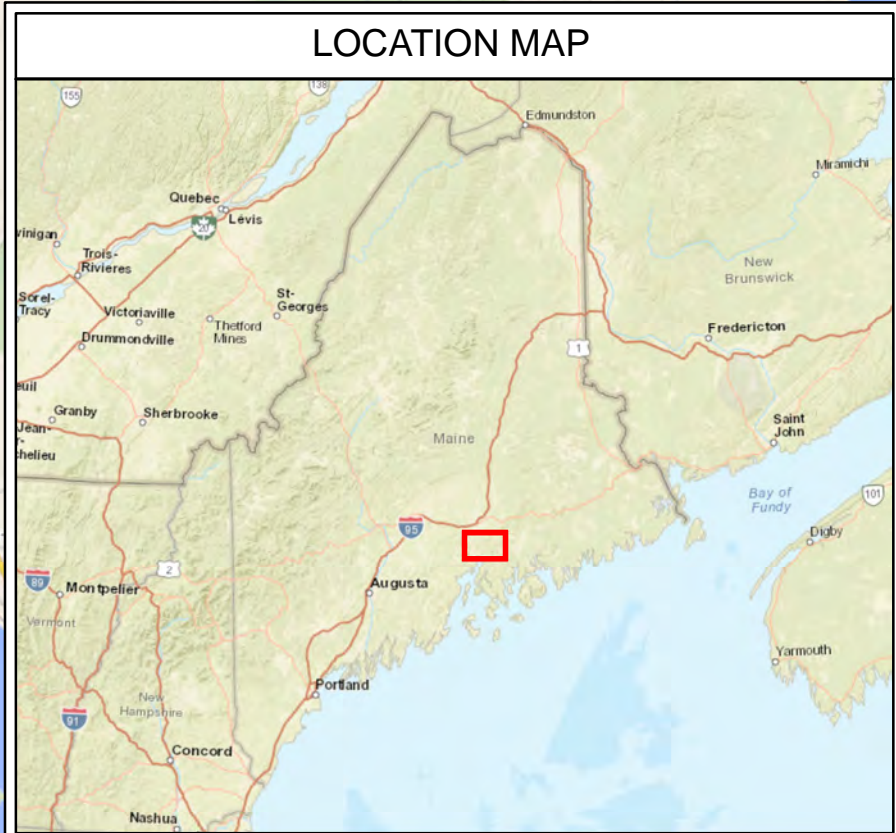 LOCATION MAP
155
138
Edmundston
Miramichi
Quebec
Lévis
20
vinigan
Trois-
Rivieres
New
Brunswick
Sorel-
Tracy
Victoriaville
Thetford
Mines
St-
Georges
Fredericton
Drummondville
1
euil
Granby
Sherbrooke
Saint
John
Jean-
r-
chelieu
Maine
101
Bay of
Fundy
Digby
95
2
89
Montpelier
Augusta
Vermont
Yarmouth
Portland
New
Hampshire
91
Concord
Nashua